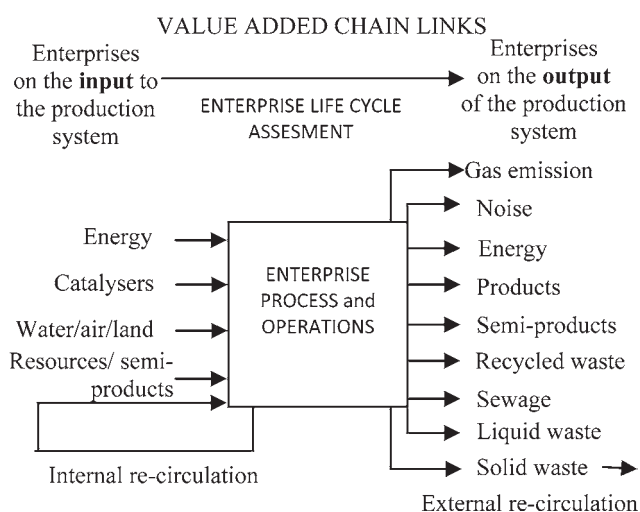 VALUE ADDED CHAIN LINKS
Enterprises
on the input to
the production
system
ENTERPRISE LIFE CYCLE
ASSESMENT
Enterprises
on the output
of the production
system
Energy
Catalysers
Water/air/land
Resources/ semi-
products
Internal re-circulation
ENTERPRISE
PROCESS and
OPERATIONS
Gas emission
Noise
Energy
Products
Semi-products
Recycled waste
Sewage
Liquid waste
Solid waste
External re-circulation